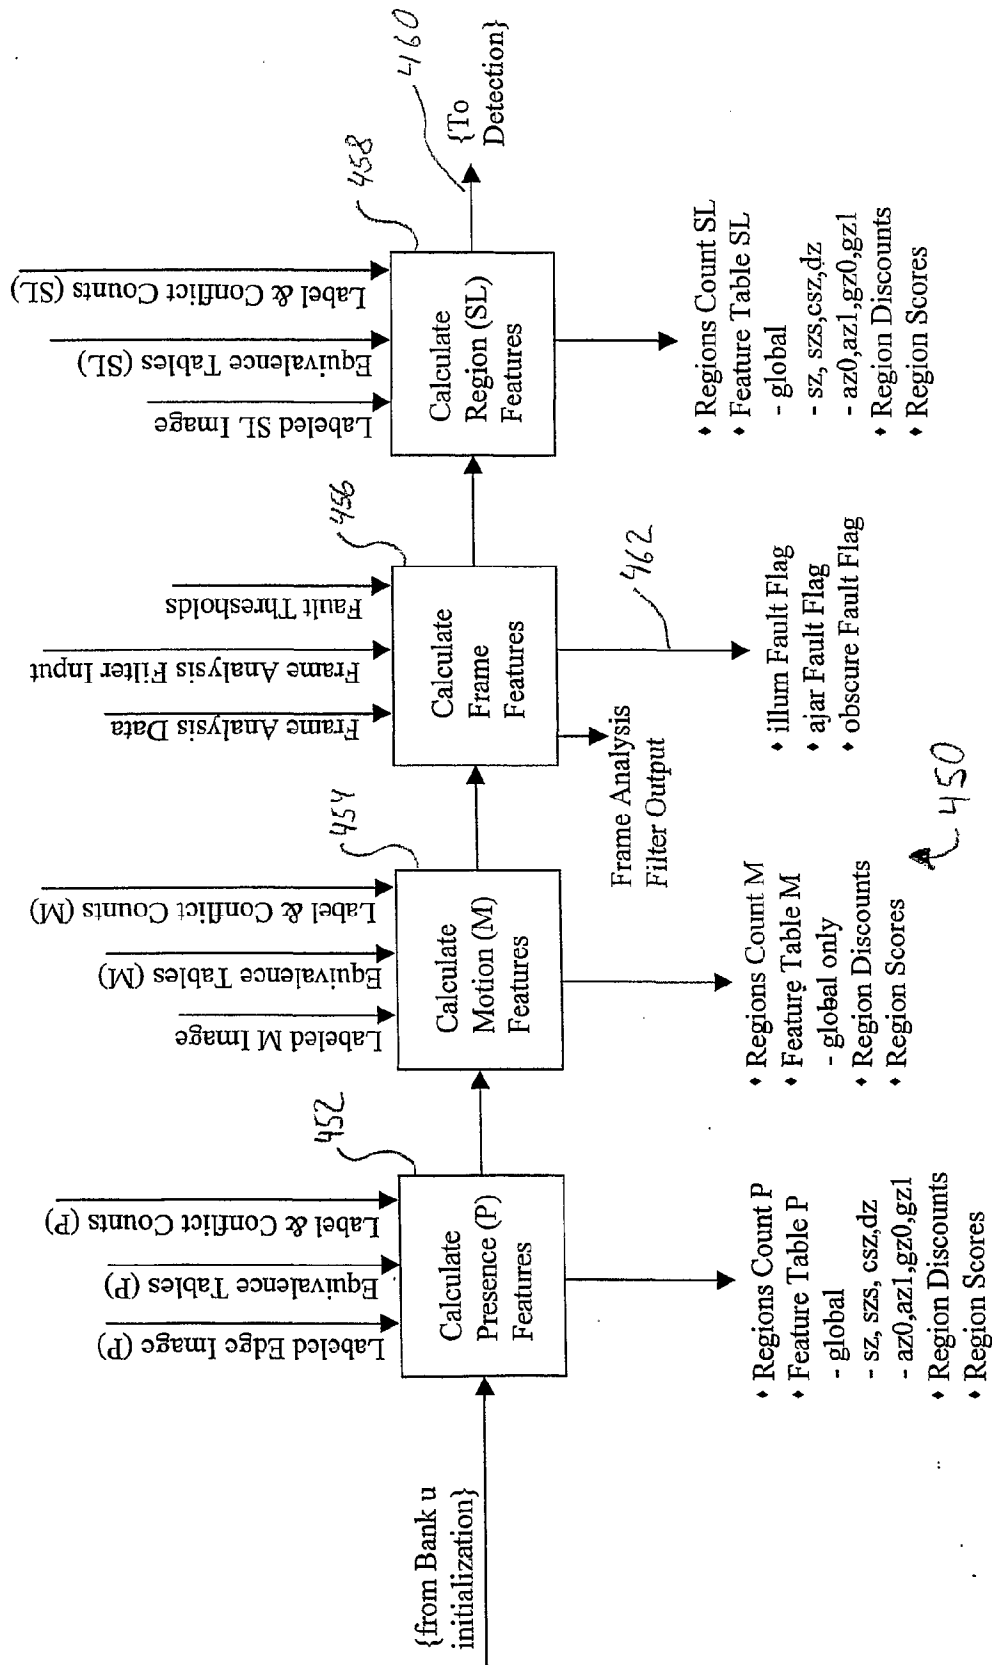 {from Bank u
initialization}
Labeled Edge Image (P)
Equivalence Tables (P)
Label & Conflict Counts (P)
452
Calculate
Presence (P)
Features
♦ Regions Count P
♦ Feature Table P
- global
- sz, szs, csz,dz
- az0,az1,gz0,gz1
♦ Region Discounts
♦ Region Scores
Labeled M Image
Equivalence Tables (M)
Label & Conflict Counts (M)
454
Calculate
Motion (M)
Features
♦ Regions Count M
♦ Feature Table M
- global only
♦ Region Discounts
♦ Region Scores
450
Frame Analysis Data
Frame Analysis Filter Input
Fault Thresholds
456
Calculate
Frame
Features
Frame Analysis
Filter Output
462
♦ illum Fault Flag
♦ ajar Fault Flag
♦ obscure Fault Flag
Labeled SL Image
Equivalence Tables (SL)
Label & Conflict Counts (SL)
458
Calculate
Region (SL)
Features
♦ Regions Count SL
♦ Feature Table SL
- global
- sz, szs,csz,dz
- az0,az1,gz0,gz1
♦ Region Discounts
♦ Region Scores
460
{To
Detection}